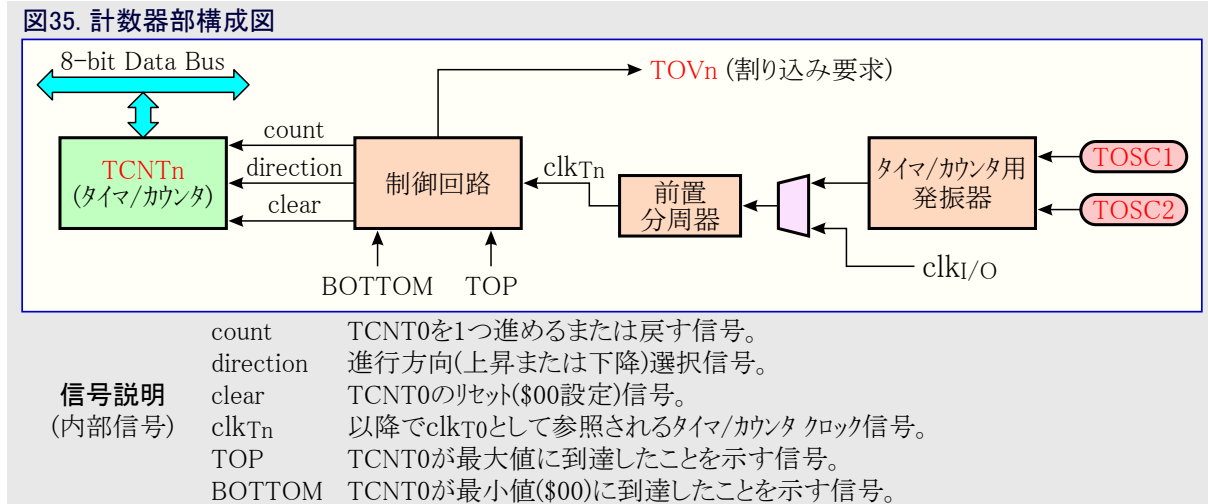 図35. 計数器部構成図
8-bit Data Bus
TOVn (割り込み要求)
count
TCNTn
(タイマ/カウンタ)
direction
clear
制御回路
clkTn
前置
分周器
タイマ/カウンタ用
発振器
TOSC1
TOSC2
clkI/O
BOTTOM TOP
信号説明
(内部信号)
count TCNT0を1つ進めるまたは戻す信号。
direction 進行方向(上昇または下降)選択信号。
clear TCNT0のリセット($00設定)信号。
clkTn 以降でclkT0として参照されるタイマ/カウンタ クロック信号。
TOP TCNT0が最大値に到達したことを示す信号。
BOTTOM TCNT0が最小値($00)に到達したことを示す信号。